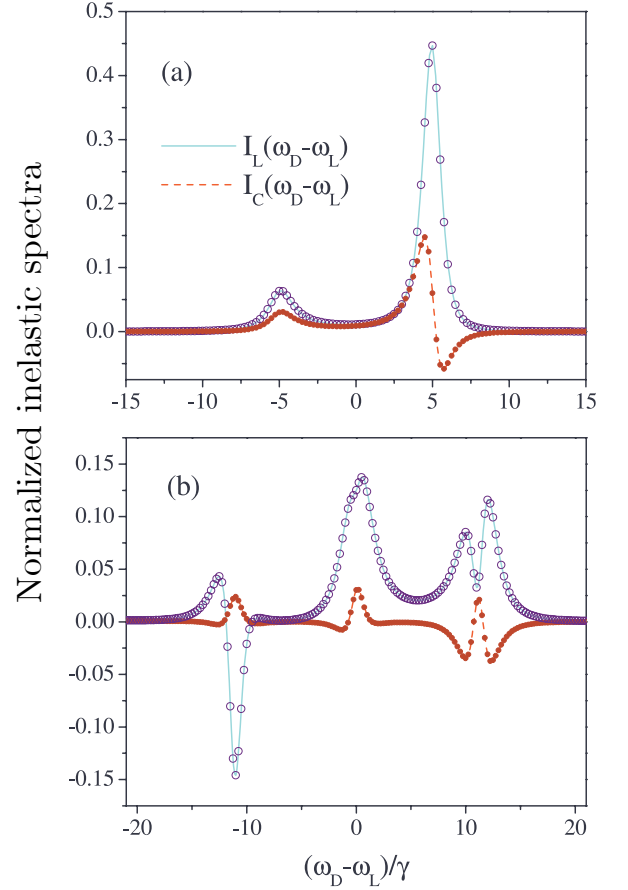 Normalized inelastic spectra
0.5
0.4
0.3
0.2
0.1
0.0
(a)
I_L(ω_D-ω_L)
I_C(ω_D-ω_L)
-15 -10 -5 0 5 10 15
0.15
0.10
0.05
0.00
-0.05
-0.10
-0.15
(b)
-20 -10 0 10 20
(ω_D-ω_L)/γ